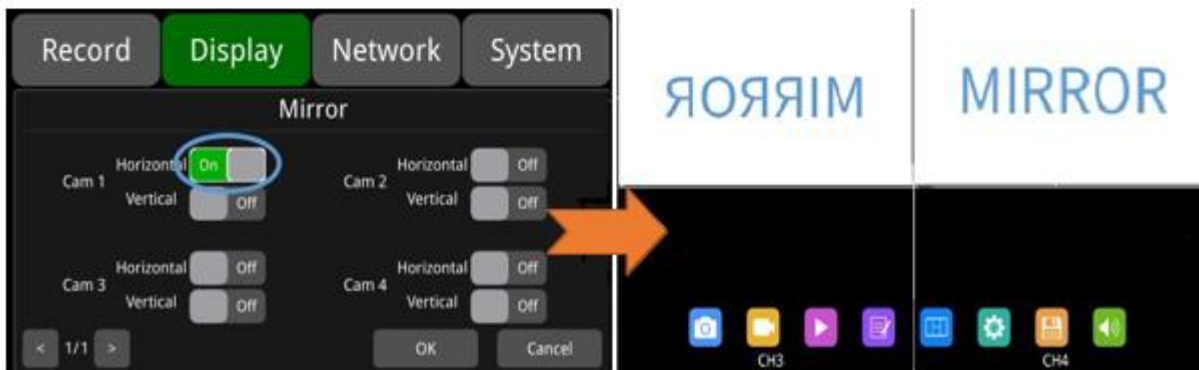 Record Display Network System
Mirror
Cam 1 Horizontal On
Vertical Off
Cam 2 Horizontal Off
Vertical Off
Cam 3 Horizontal Off
Vertical Off
Cam 4 Horizontal Off
Vertical Off
< 1/1 > OK Cancel
ЯOЯЯIM MIRROR
CH3 CH4